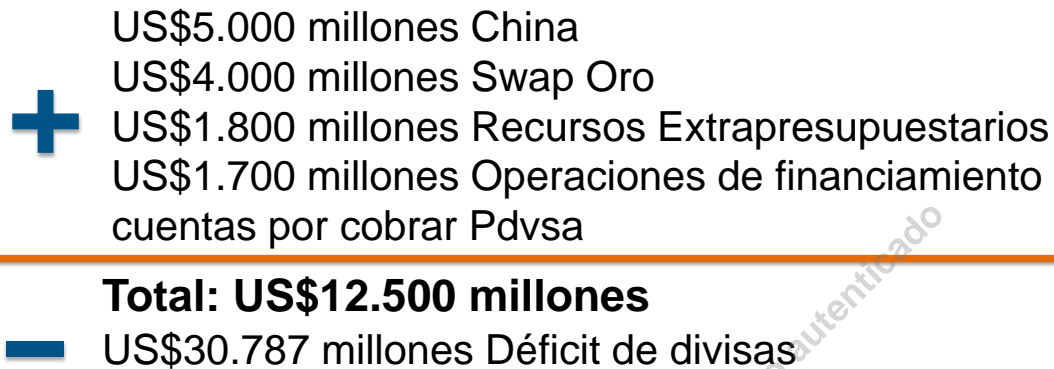 US$5.000 millones China
US$4.000 millones Swap Oro
US$1.800 millones Recursos Extrapresupuestarios
US$1.700 millones Operaciones de financiamiento
cuentas por cobrar Pdvsa
Total: US$12.500 millones
US$30.787 millones Déficit de divisas
autenticado